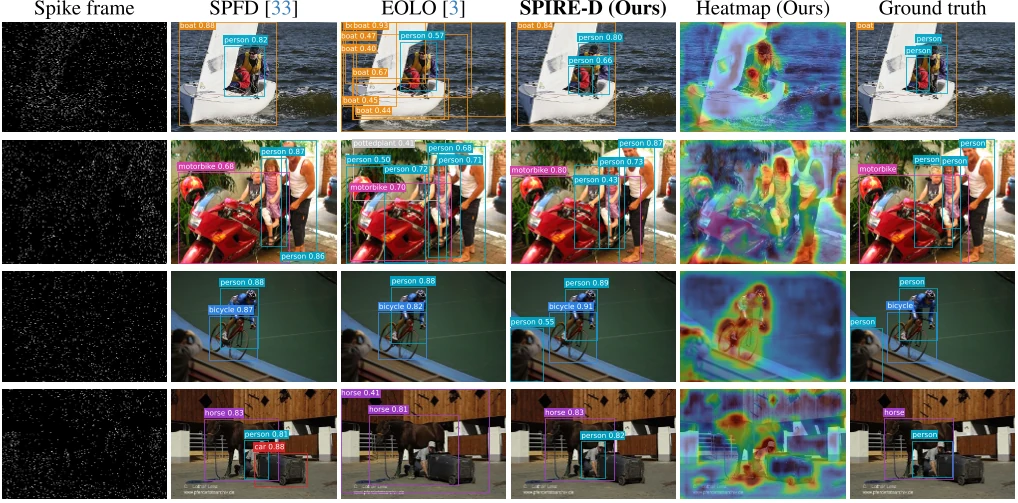 Spike frame SPFD [33] EOLO [3] SPIRE-D (Ours) Heatmap (Ours) Ground truth
boat 0.88
person 0.82
boat 0.93
boat 0.47
boat 0.40
person 0.57
boat 0.67
boat 0.45
boat 0.44
boat 0.84
person 0.80
person 0.66
boat
person
person
person 0.87
motorbike 0.68
person 0.86
pottedplant 0.42
person 0.68
person 0.50
person 0.71
person 0.72
motorbike 0.70
person 0.87
person 0.73
motorbike 0.80
person 0.43
person
person
person
motorbike
person 0.88
bicycle 0.87
person 0.88
bicycle 0.82
person 0.89
bicycle 0.91
person 0.55
person
bicycle
person
horse 0.83
person 0.81
car 0.88
horse 0.41
horse 0.81
horse 0.83
person 0.82
horse
person